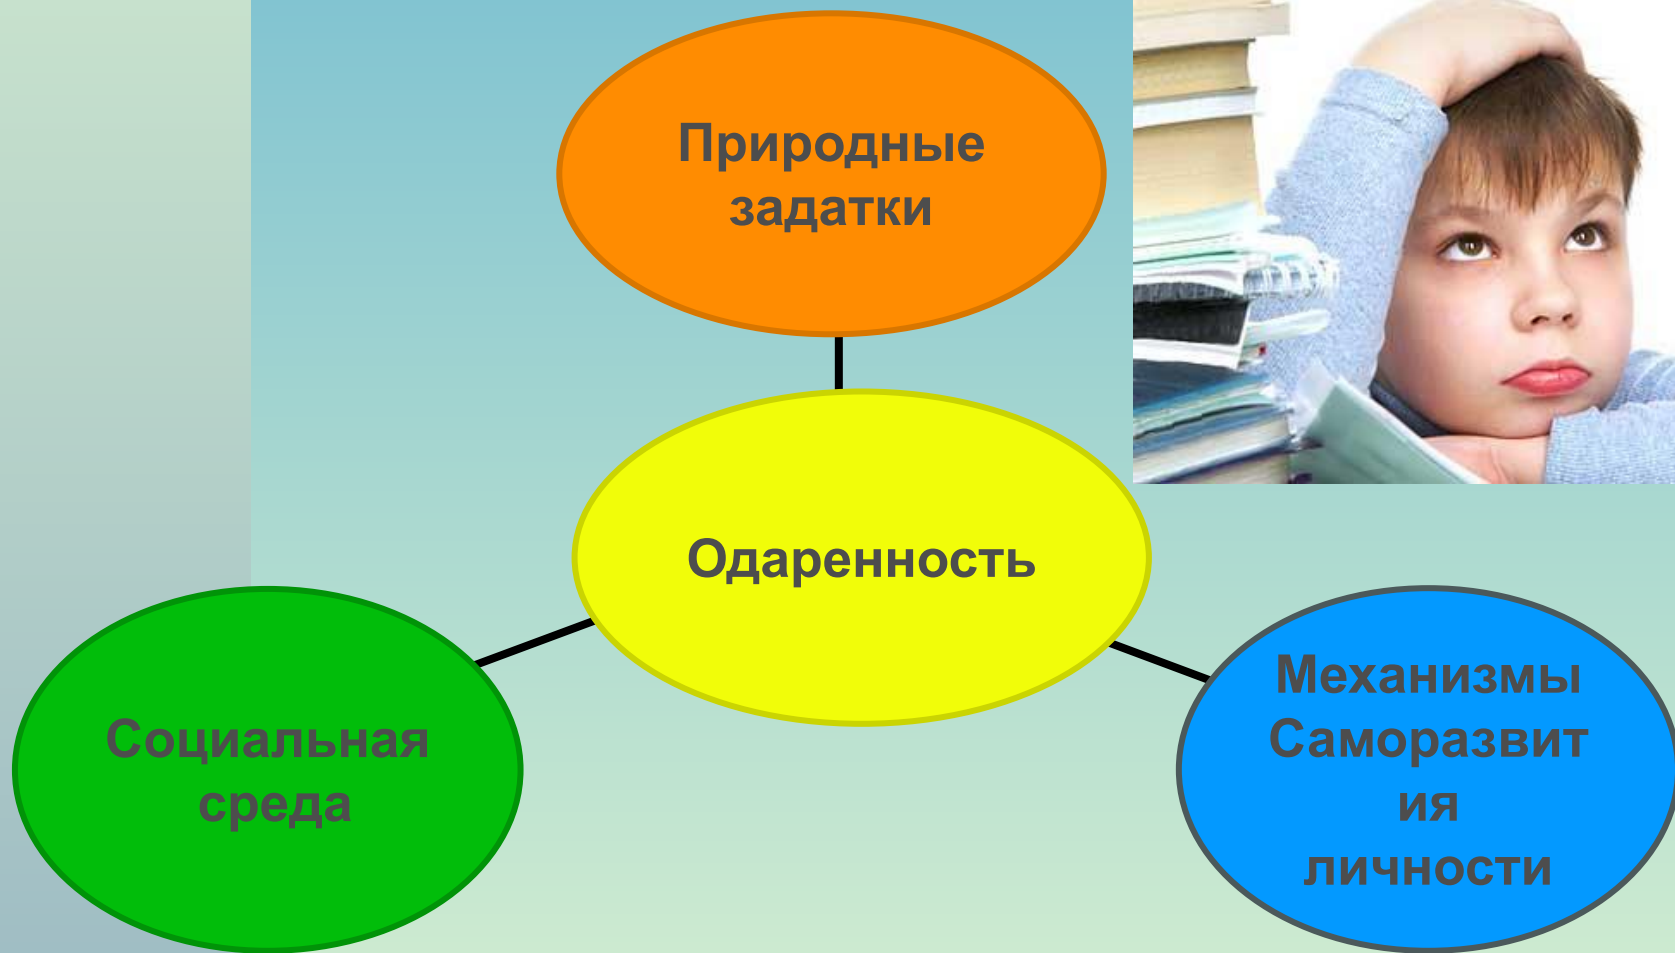 Природные
задатки
Одаренность
Социальная
среда
Механизмы
Саморазвит
ия
личности